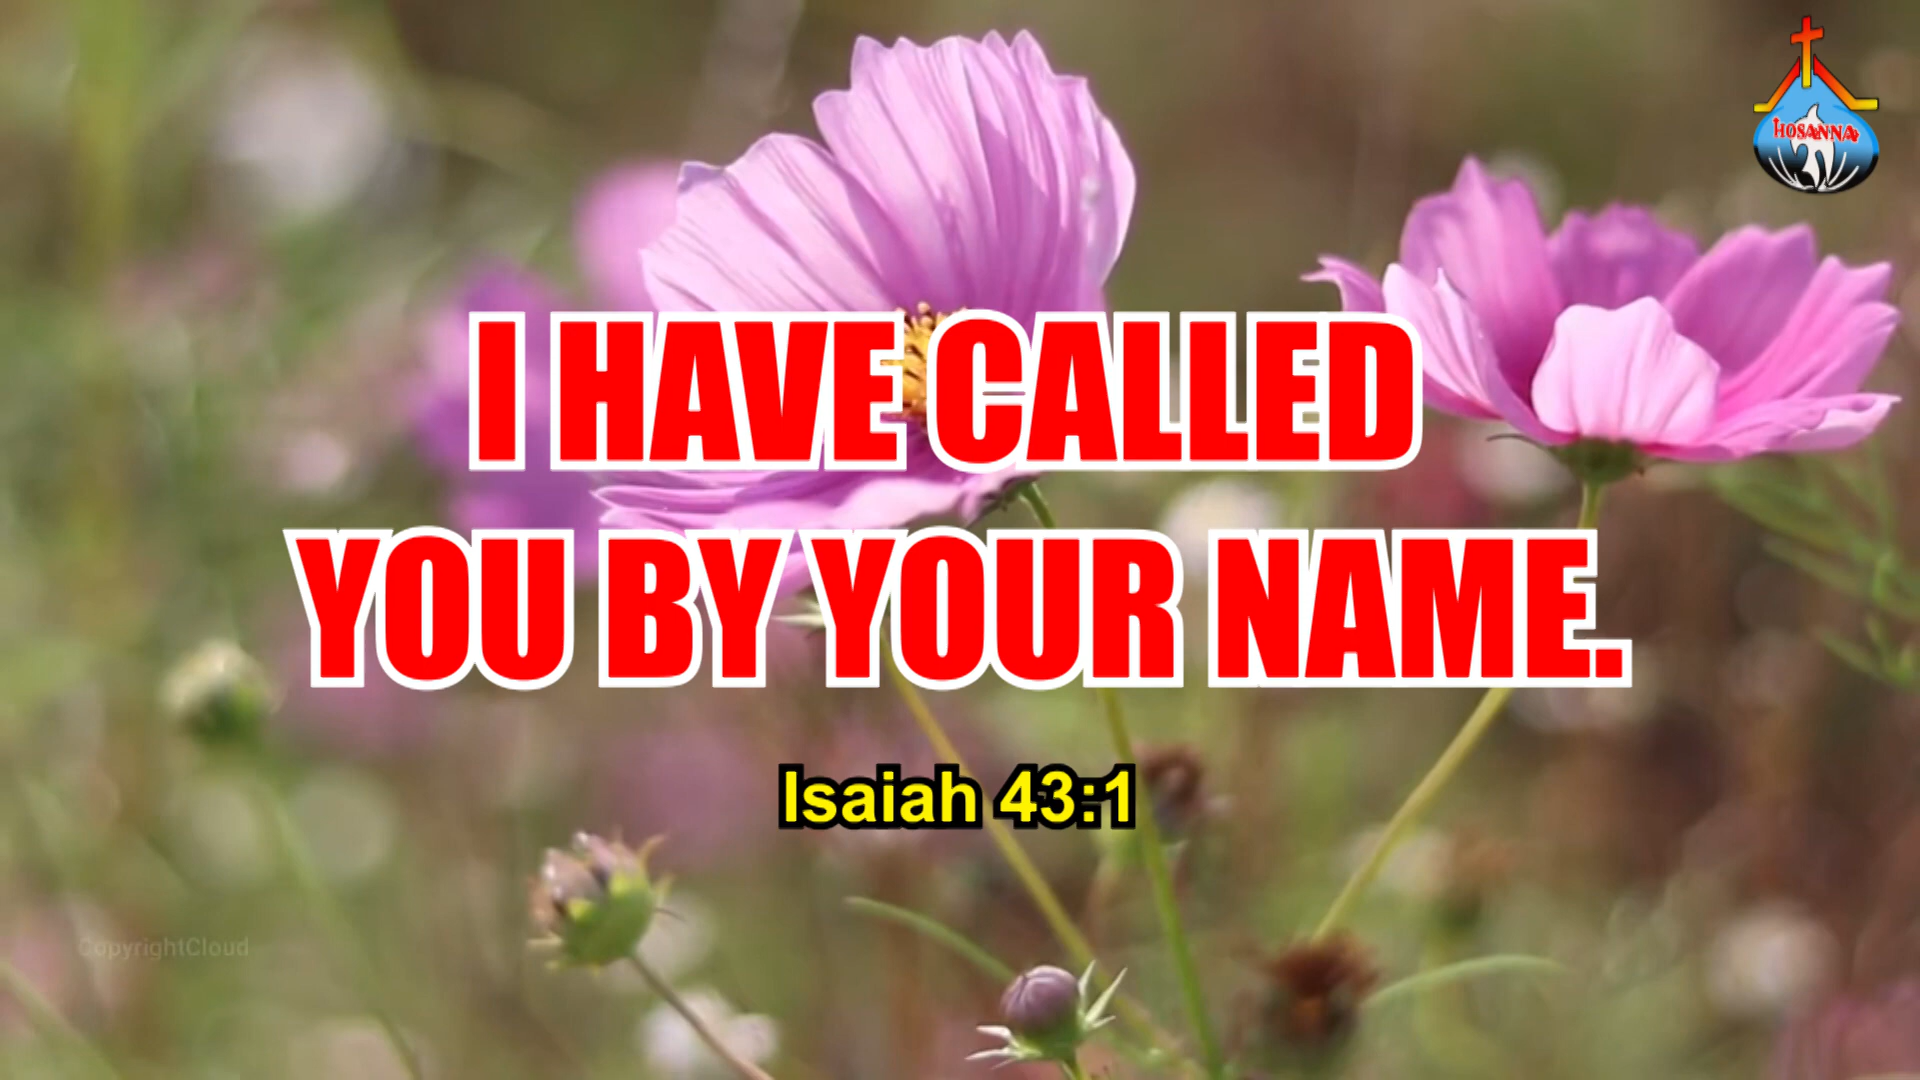 HOSANNA
I HAVE CALLED
YOU BY YOUR NAME.
Isaiah 43:1
CopyrightCloud